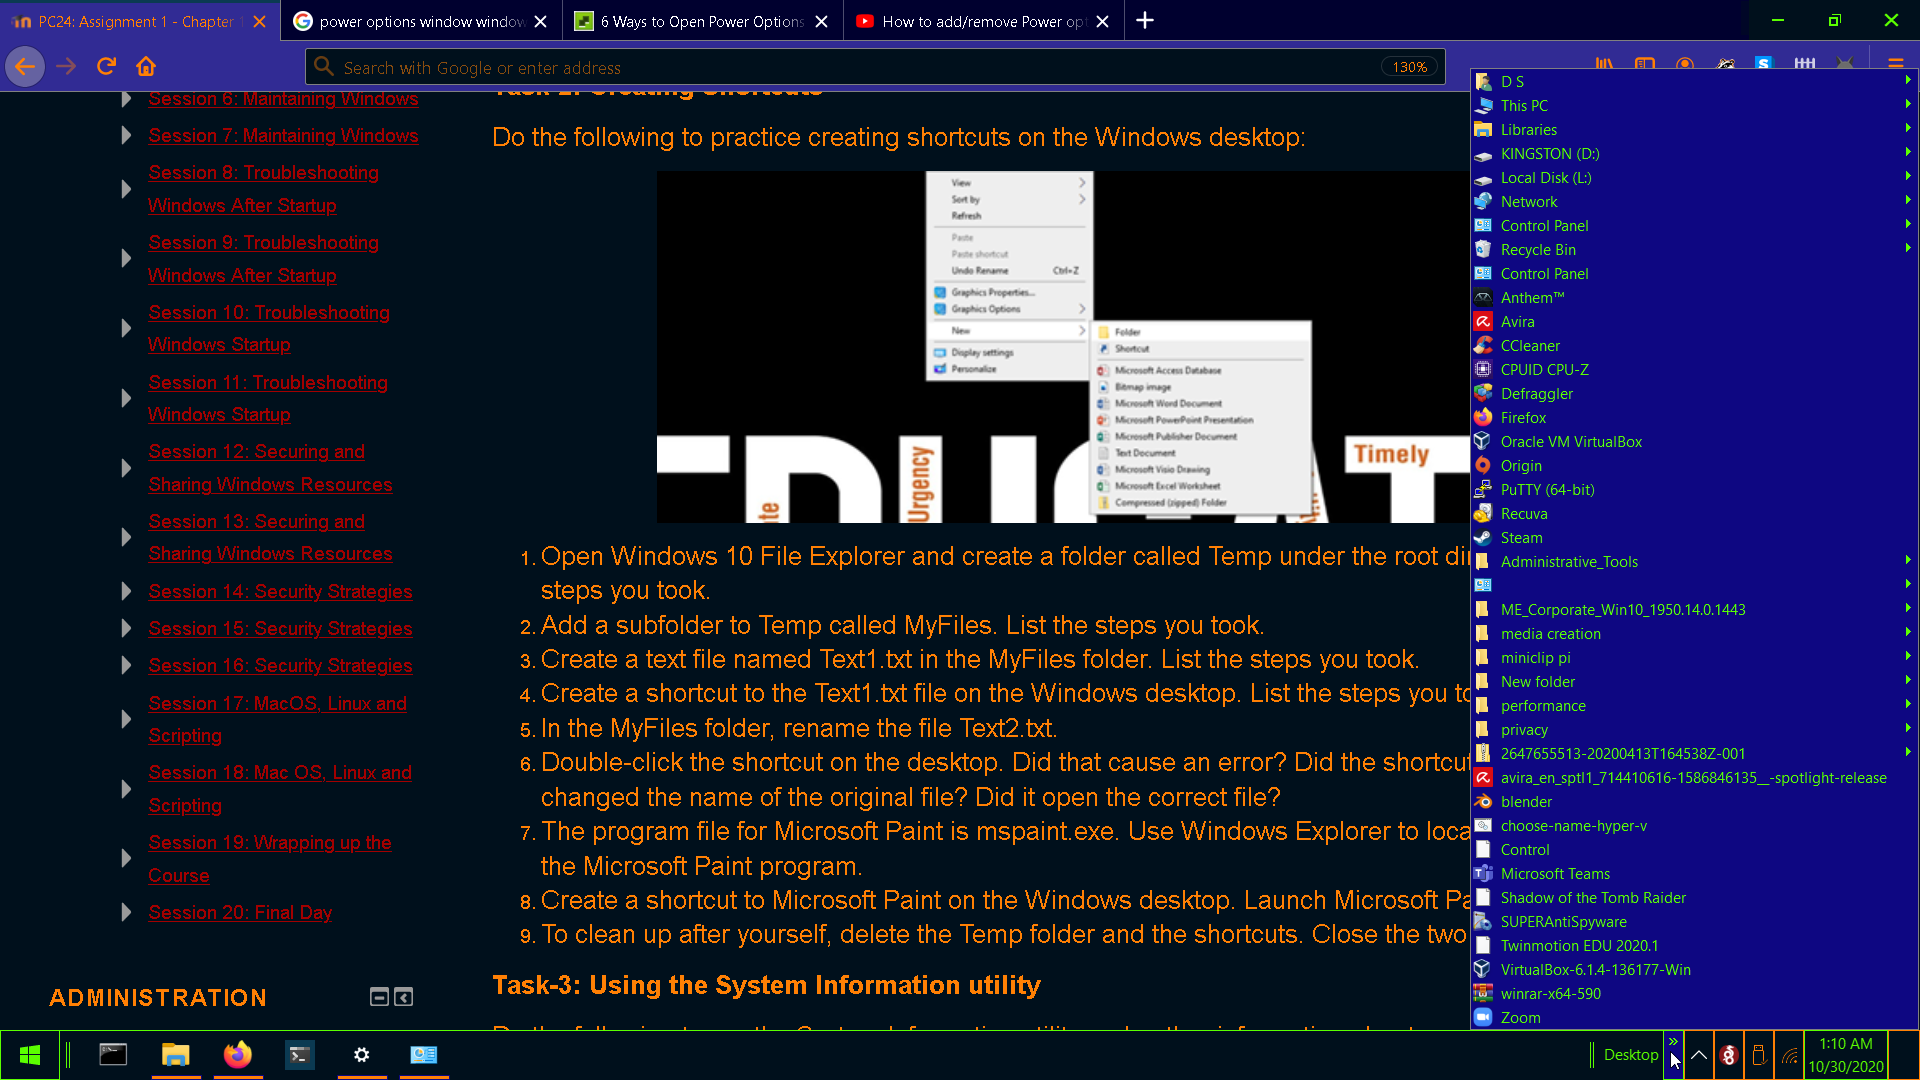 PC24: Assignment 1 - Chapter 1
power options window window
6 Ways to Open Power Options
How to add/remove Power opt
Search with Google or enter address
130%
Session 6: Maintaining Windows
Session 7: Maintaining Windows
Session 8: Troubleshooting
Windows After Startup
Session 9: Troubleshooting
Windows After Startup
Session 10: Troubleshooting
Windows Startup
Session 11: Troubleshooting
Windows Startup
Session 12: Securing and
Sharing Windows Resources
Session 13: Securing and
Sharing Windows Resources
Session 14: Security Strategies
Session 15: Security Strategies
Session 16: Security Strategies
Session 17: MacOS, Linux and
Scripting
Session 18: Mac OS, Linux and
Scripting
Session 19: Wrapping up the
Course
Session 20: Final Day
ADMINISTRATION
Task-2: Creating Shortcuts
Do the following to practice creating shortcuts on the Windows desktop:
View
Sort by
Refresh
Paste
Paste shortcut
Undo Rename Ctrl+Z
Graphics Properties...
Graphics Options
New
Display settings
Personalize
Folder
Shortcut
Microsoft Access Database
Bitmap image
Microsoft Word Document
Microsoft PowerPoint Presentation
Microsoft Publisher Document
Text Document
Microsoft Visio Drawing
Microsoft Excel Worksheet
Compressed (zipped) Folder
Urgency
Timely
1. Open Windows 10 File Explorer and create a folder called Temp under the root di
steps you took.
2. Add a subfolder to Temp called MyFiles. List the steps you took.
3. Create a text file named Text1.txt in the MyFiles folder. List the steps you took.
4. Create a shortcut to the Text1.txt file on the Windows desktop. List the steps you to
5. In the MyFiles folder, rename the file Text2.txt.
6. Double-click the shortcut on the desktop. Did that cause an error? Did the shortcut
changed the name of the original file? Did it open the correct file?
7. The program file for Microsoft Paint is mspaint.exe. Use Windows Explorer to loca
the Microsoft Paint program.
8. Create a shortcut to Microsoft Paint on the Windows desktop. Launch Microsoft Pa
9. To clean up after yourself, delete the Temp folder and the shortcuts. Close the two
Task-3: Using the System Information utility
D S
This PC
Libraries
KINGSTON (D:)
Local Disk (L:)
Network
Control Panel
Recycle Bin
Control Panel
Anthem™
Avira
CCleaner
CPUID CPU-Z
Defraggler
Firefox
Oracle VM VirtualBox
Origin
PuTTY (64-bit)
Recuva
Steam
Administrative_Tools
ME_Corporate_Win10_1950.14.0.1443
media creation
miniclip pi
New folder
performance
privacy
2647655513-20200413T164538Z-001
avira_en_sptl1_714410616-1586846135__-spotlight-release
blender
choose-name-hyper-v
Control
Microsoft Teams
Shadow of the Tomb Raider
SUPERAntiSpyware
Twinmotion EDU 2020.1
VirtualBox-6.1.4-136177-Win
winrar-x64-590
Zoom
Desktop
1:10 AM
10/30/2020